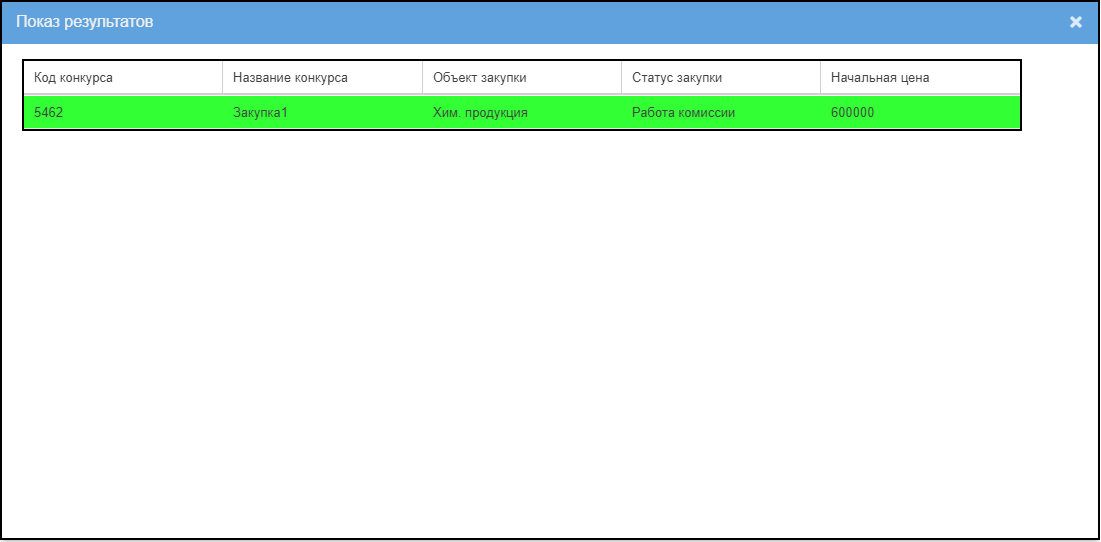 Показ результатов
Код конкурса Название конкурса Объект закупки Статус закупки Начальная цена
5462 Закупка1 Хим. продукция Работа комиссии 600000